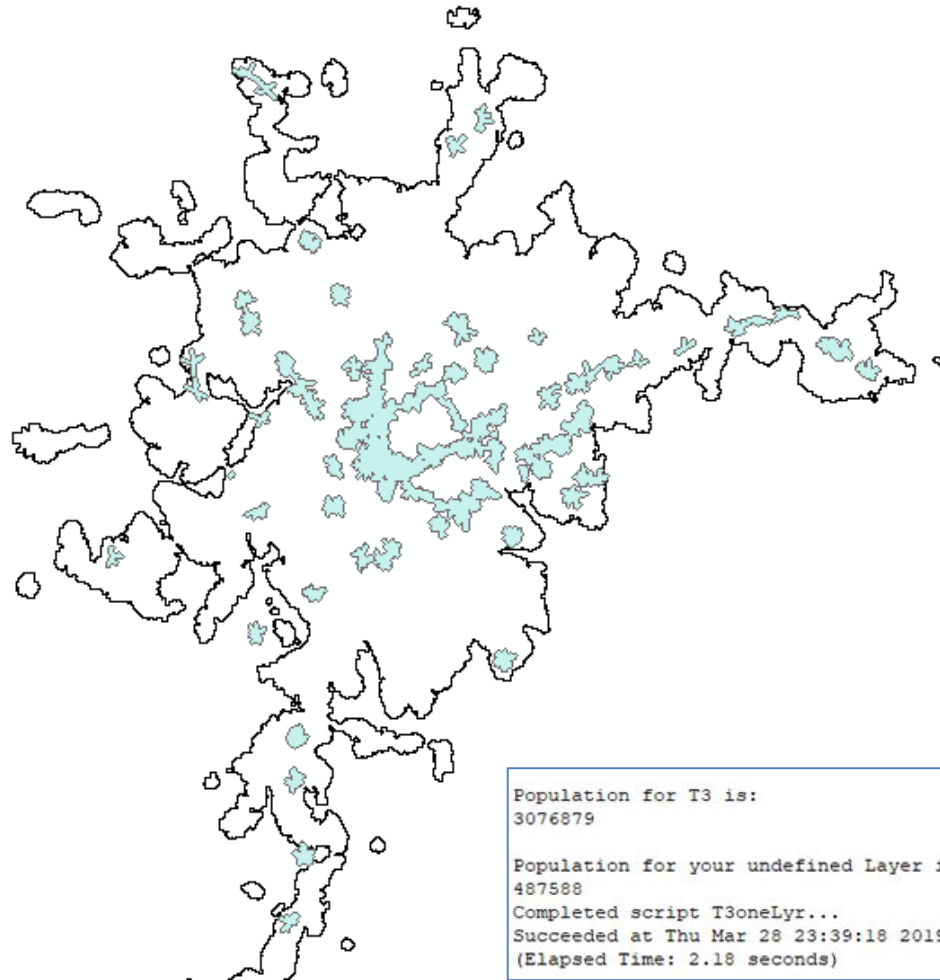 Population for T3 is:
3076879
Population for your undefined Layer
487588
Completed script T3oneLyr...
Succeeded at Thu Mar 28 23:39:18 2019
(Elapsed Time: 2.18 seconds)